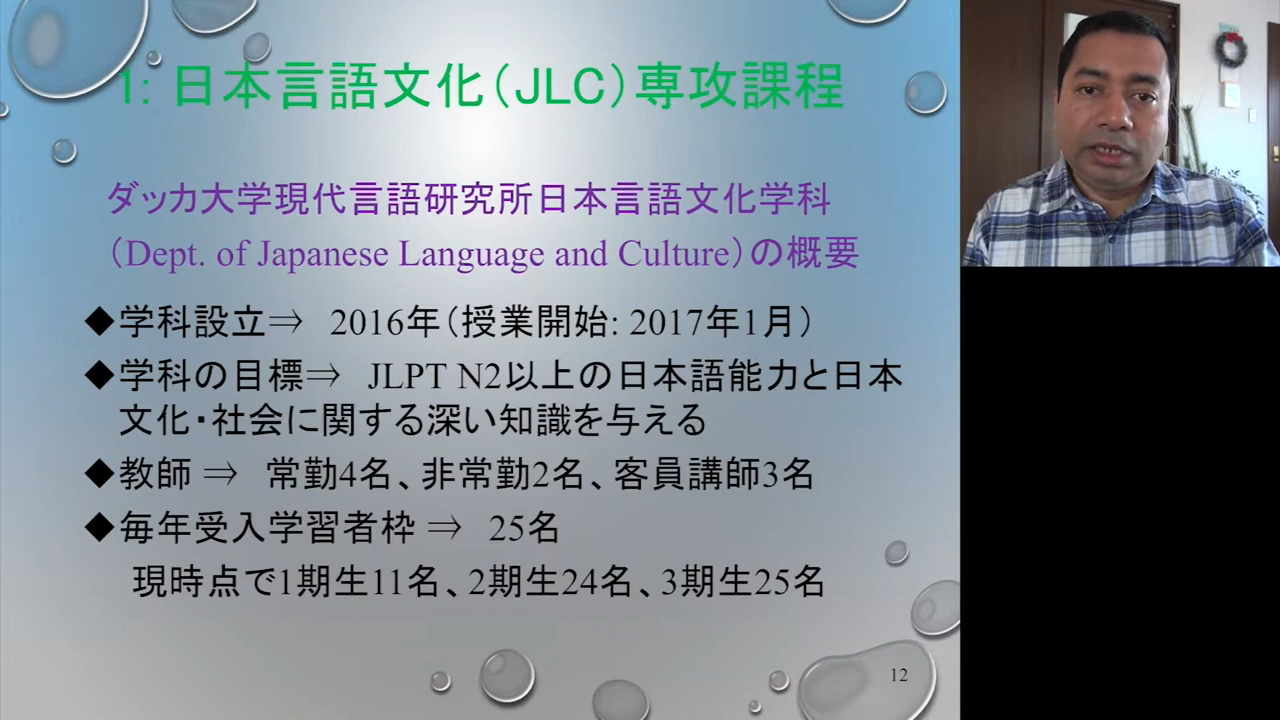 1: 日本言語文化（JLC）専攻課程
ダッカ大学現代言語研究所日本言語文化学科
（Dept. of Japanese Language and Culture）の概要
◆学科設立⇒ 2016年（授業開始: 2017年1月）
◆学科の目標⇒ JLPT N2以上の日本語能力と日本
文化・社会に関する深い知識を与える
◆教師 ⇒ 常勤4名、非常勤2名、客員講師3名
◆毎年受入学習者枠 ⇒ 25名
現時点で1期生11名、2期生24名、3期生25名
12